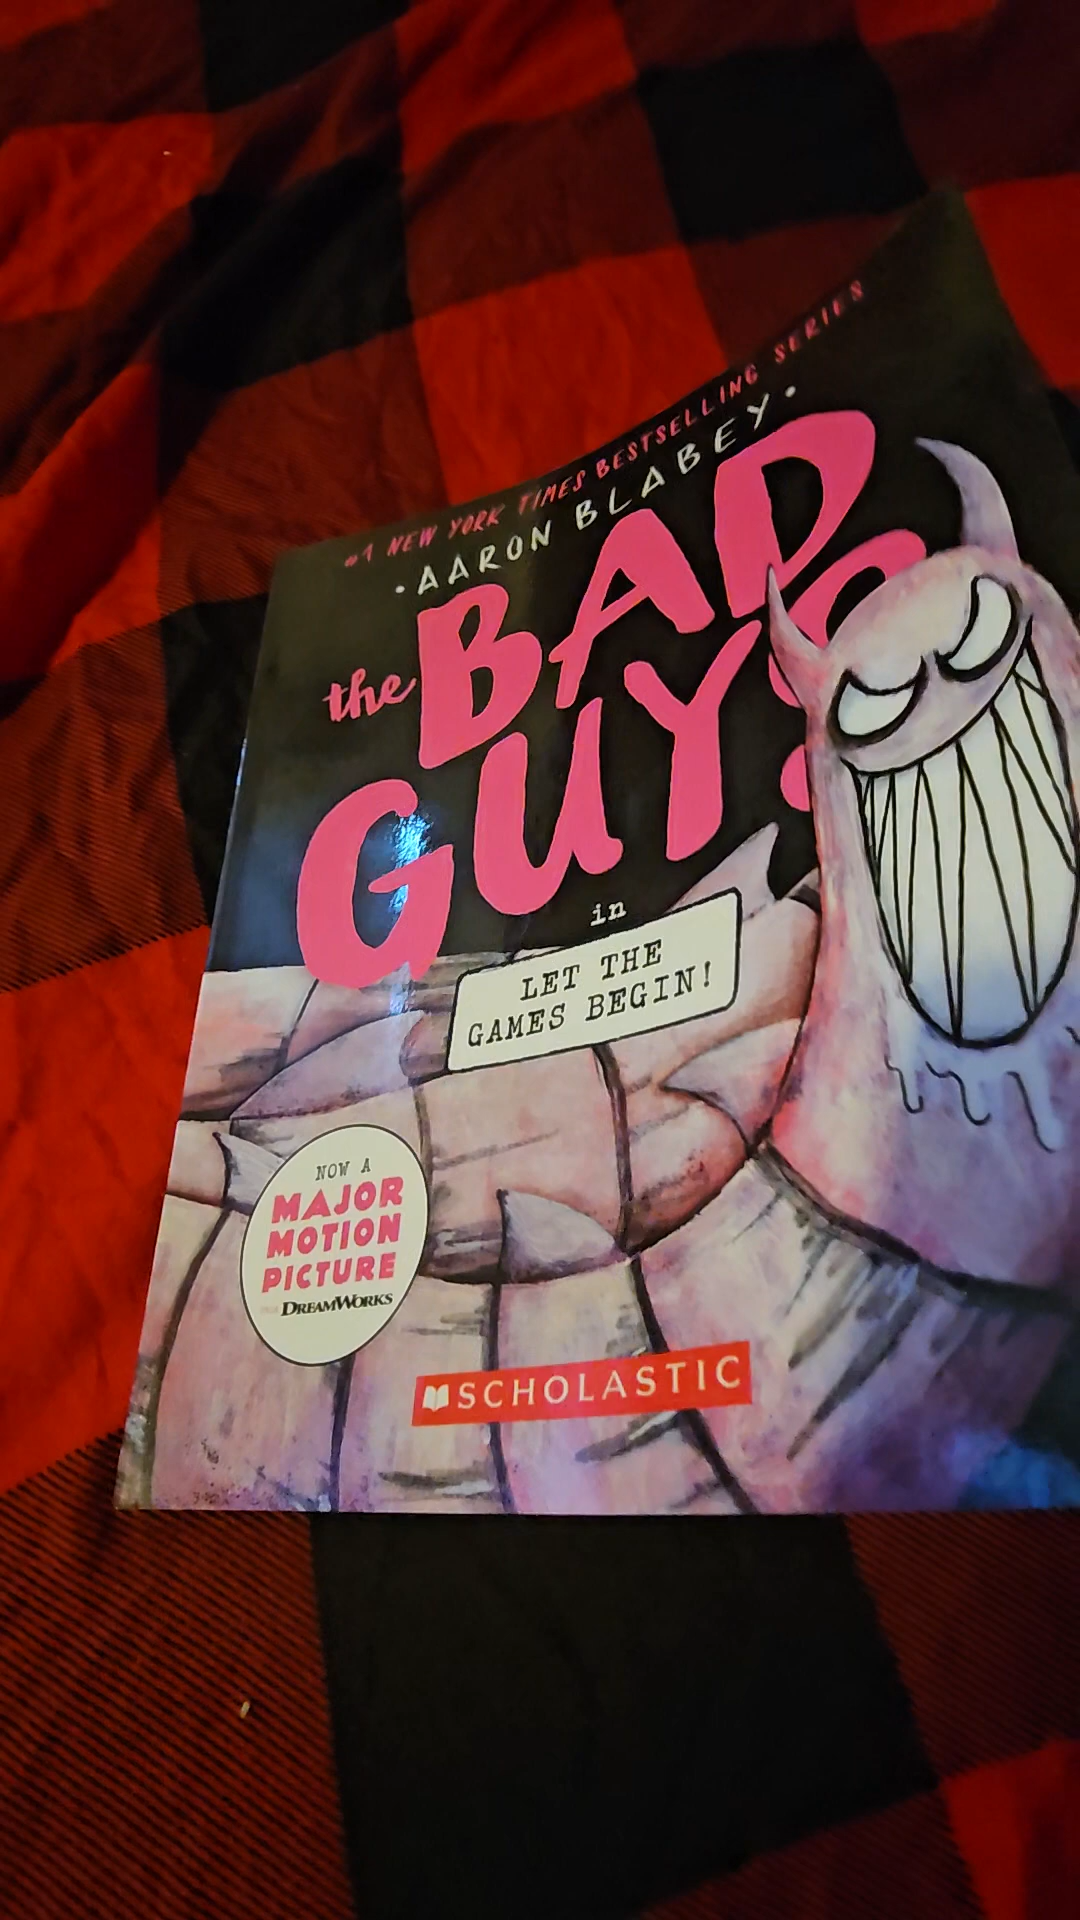 #1 NEW YORK TIMES BESTSELLING SERIES
• AARON BLABEY •
the BAD
GUYS
in
LET THE
GAMES BEGIN!
NOW A
MAJOR
MOTION
PICTURE
DREAMWORKS
SCHOLASTIC